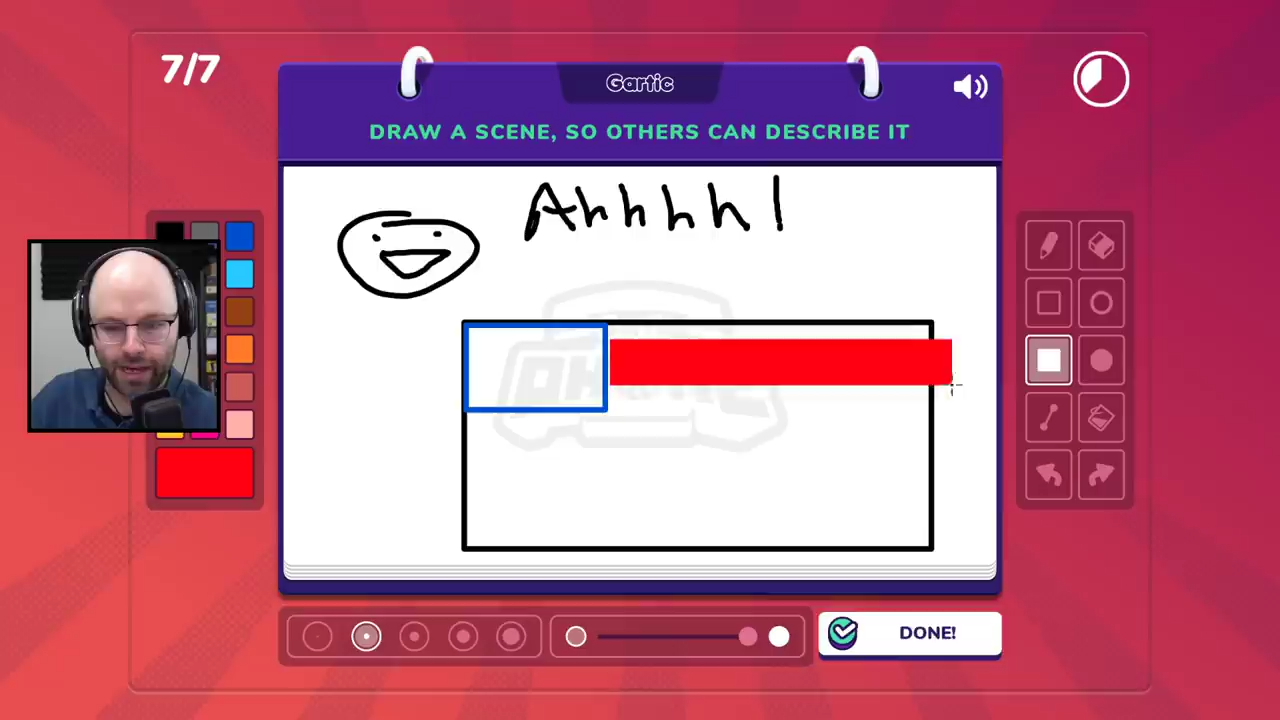 7/7
Gartic
DRAW A SCENE, SO OTHERS CAN DESCRIBE IT
Ahhhh!
DONE!